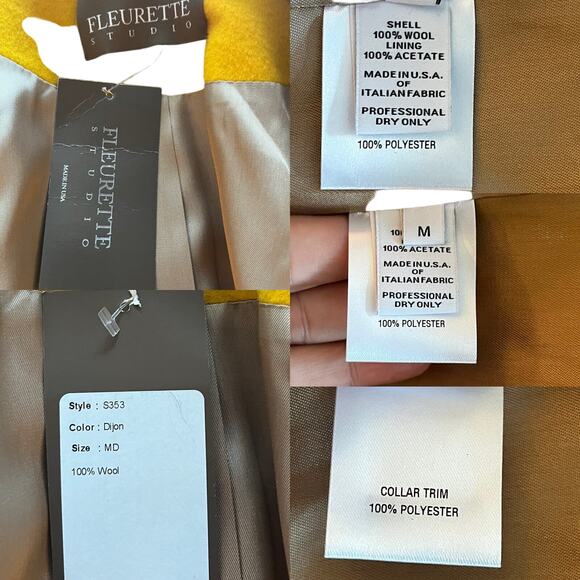 FLEURETTE
STUDIO
FLEURETTE
STUDIO
MADE IN USA
Style : S353
Color : Dijon
Size : MD
100% Wool
SHELL
100% WOOL
LINING
100% ACETATE
MADE IN U.S.A.
OF
ITALIAN FABRIC
PROFESSIONAL
DRY ONLY
100% POLYESTER
M
100% ACETATE
MADE IN U.S.A.
OF
ITALIAN FABRIC
PROFESSIONAL
DRY ONLY
100% POLYESTER
COLLAR TRIM
100% POLYESTER